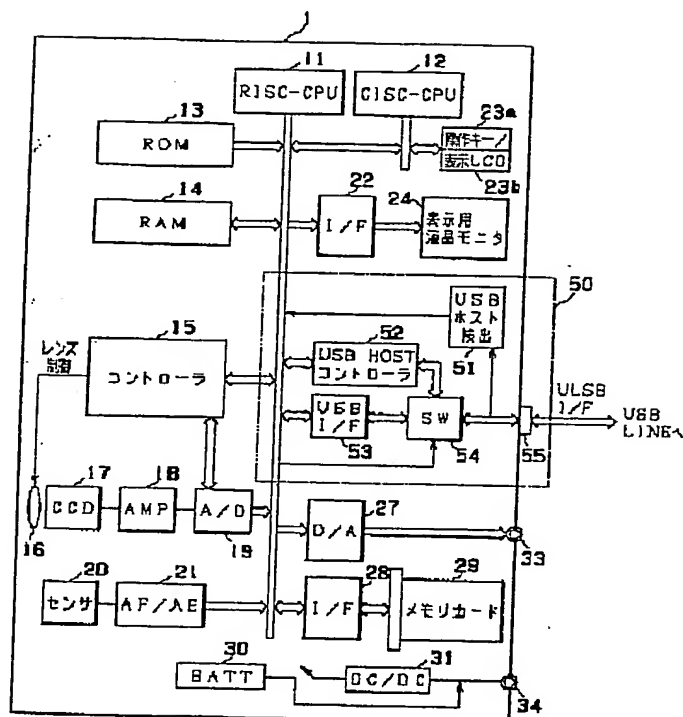 1
11
12
RISC-CPU
CISC-CPU
13
ROM
23a
操作キー/
表示LCD
23b
14
RAM
22
I/F
24
表示用
液晶モニタ
50
USB
ホスト
検出
51
15
コントローラ
レンズ
制御
52
USB HOST
コントローラ
USB
I/F
53
SW
54
55
ULSB
I/F
USB
LINEへ
17
CCD
16
18
AMP
A/D
19
27
D/A
33
20
センサ
21
AF/AE
28
I/F
29
メモリカード
30
BATT
31
DC/DC
34